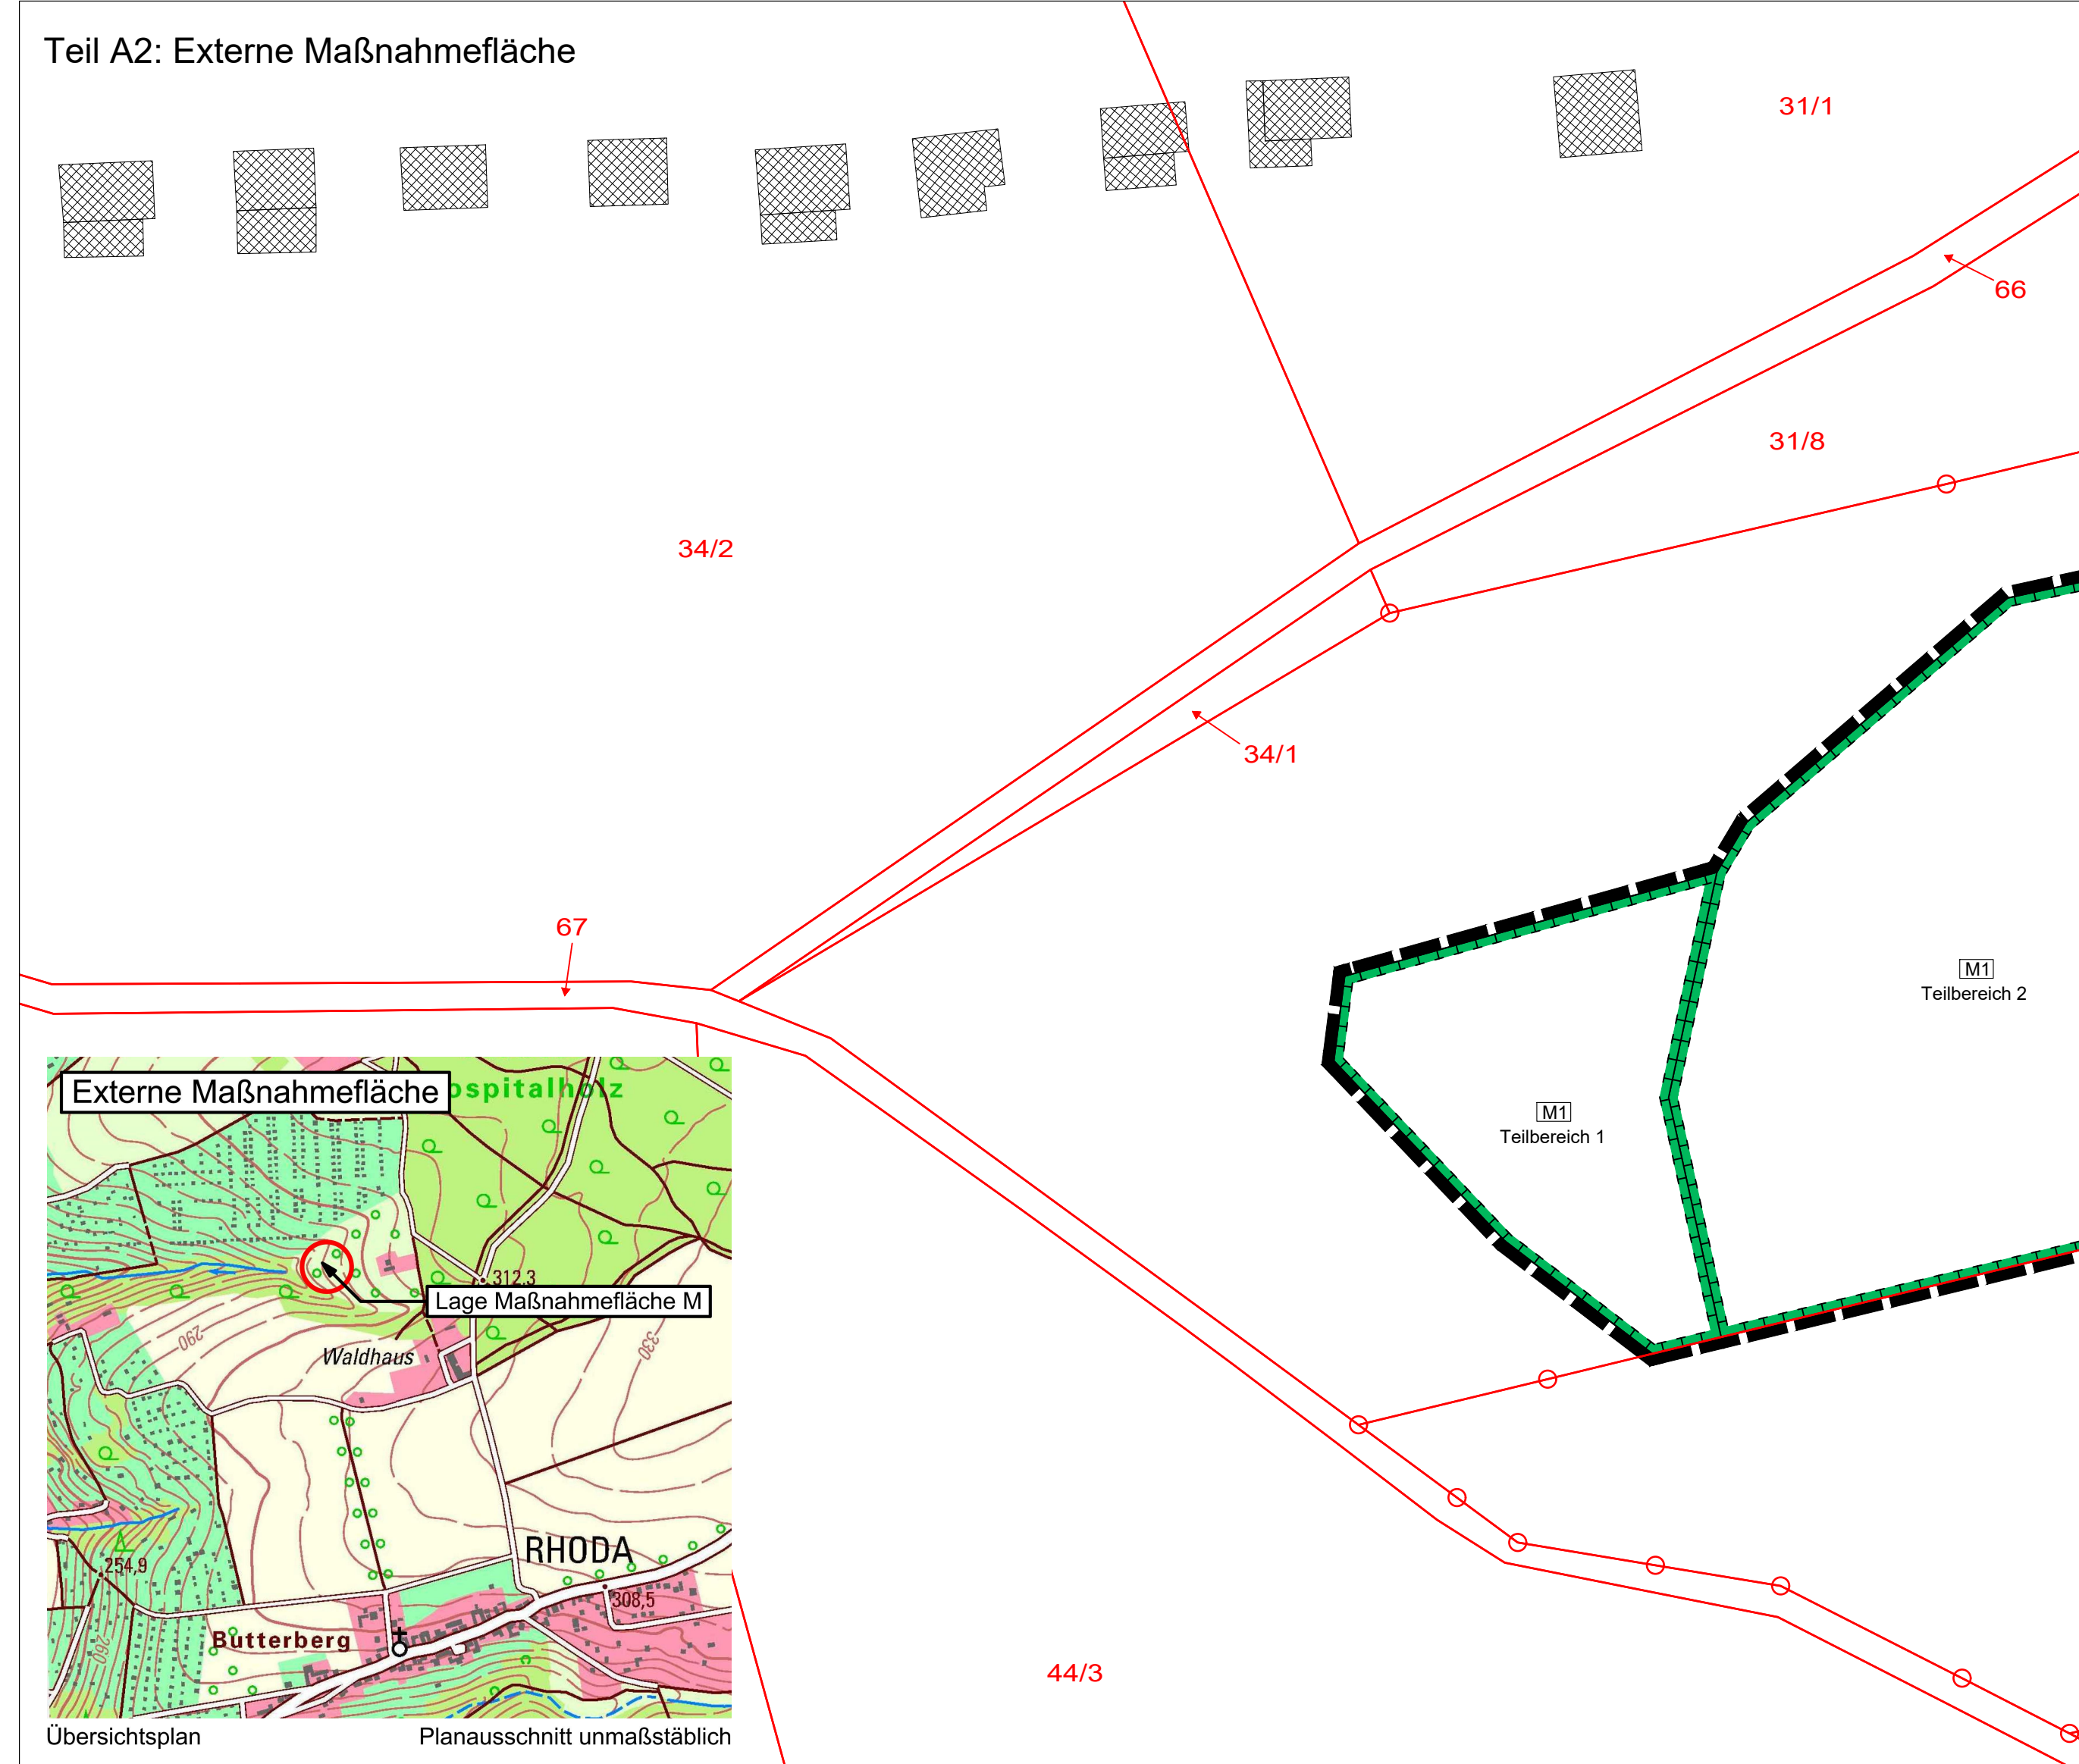 Teil A2: Externe Maßnahmefläche
31/1
66
31/8
34/2
34/1
67
M1
Teilbereich 2
M1
Teilbereich 1
Externe Maßnahmefläche
ospitalholz
312,3
Lage Maßnahmefläche M
290
Waldhaus
330
RHODA
254,9
308,5
Butterberg
260
44/3
Übersichtsplan
Planausschnitt unmaßstäblich